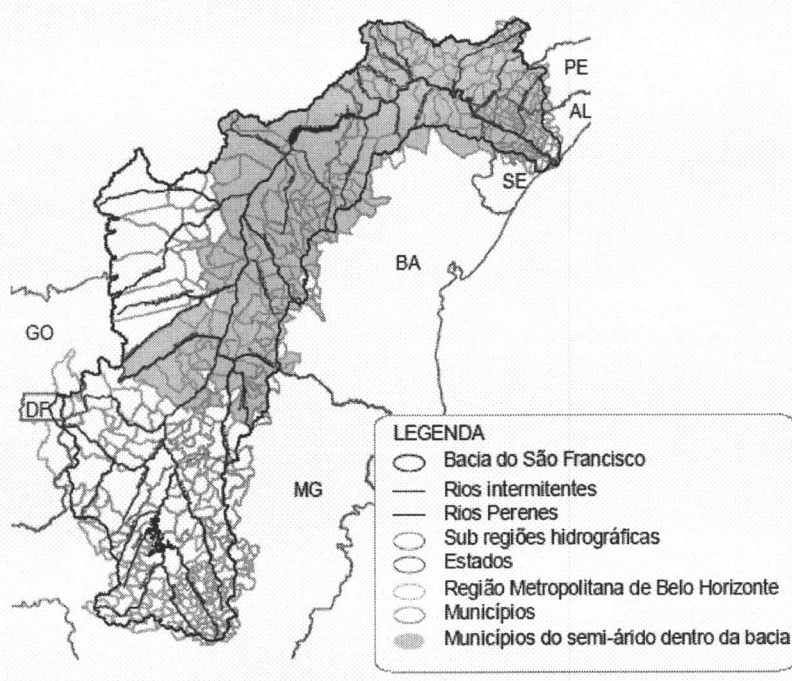 PE
AL
SE
BA
GO
DF
MG
LEGENDA
Bacia do São Francisco
Rios intermitentes
Rios Perenes
Sub regiões hidrográficas
Estados
Região Metropolitana de Belo Horizonte
Municípios
Municípios do semi-árido dentro da bacia